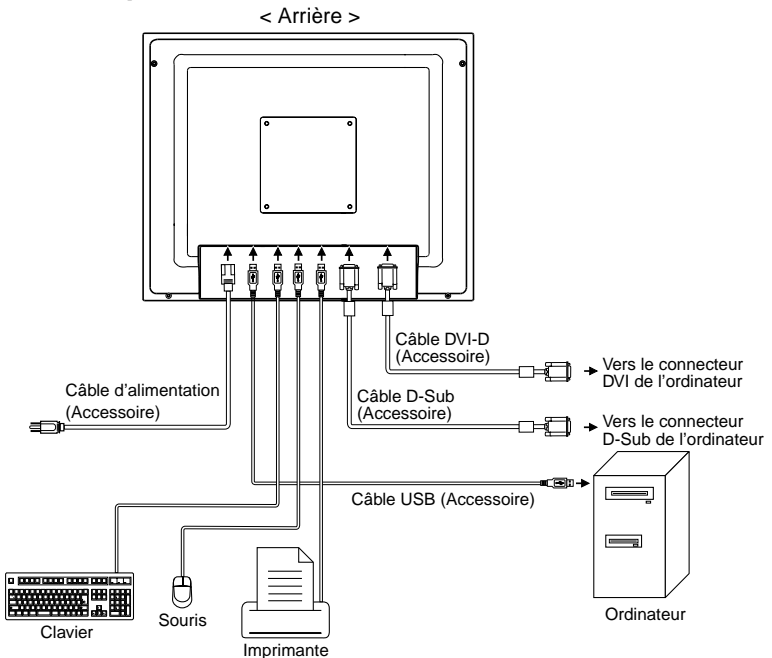 < Arrière >
Câble DVI-D
(Accessoire)
Vers le connecteur
DVI de l’ordinateur
Câble d’alimentation
(Accessoire)
Câble D-Sub
(Accessoire)
Vers le connecteur
D-Sub de l’ordinateur
Câble USB (Accessoire)
Clavier
Souris
Imprimante
Ordinateur